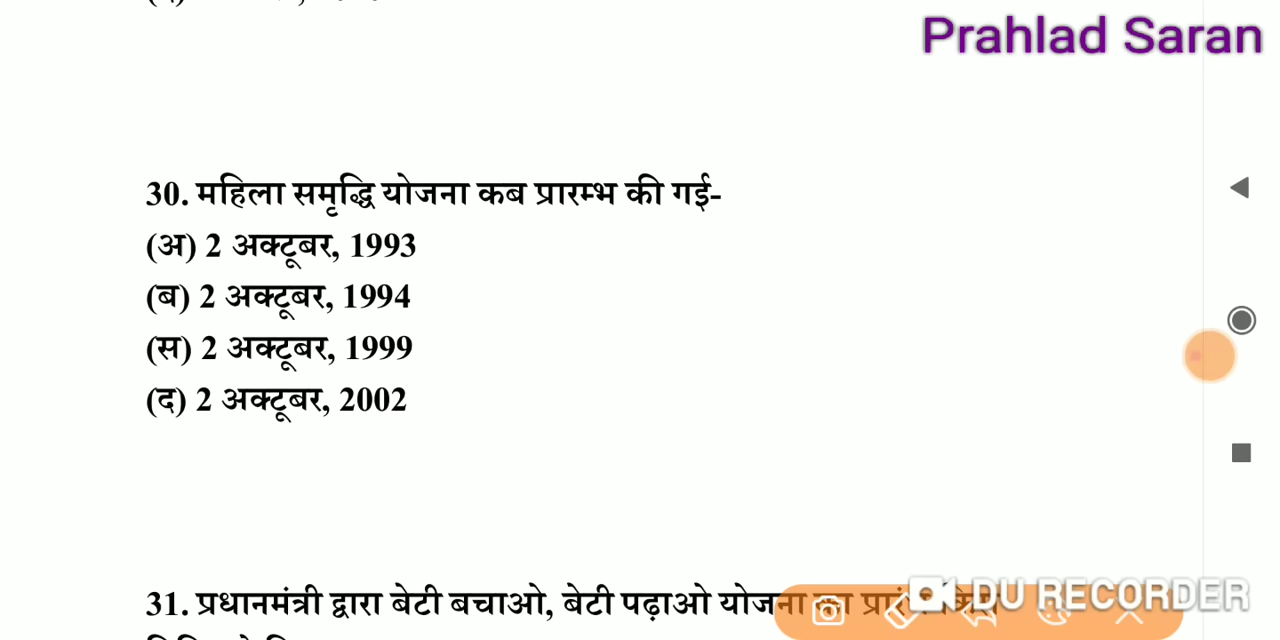 Prahlad Saran
30. महिला समृद्धि योजना कब प्रारम्भ की गई-
(अ) 2 अक्टूबर, 1993
(ब) 2 अक्टूबर, 1994
(स) 2 अक्टूबर, 1999
(द) 2 अक्टूबर, 2002
31. प्रधानमंत्री द्वारा बेटी बचाओ, बेटी पढ़ाओ योजना का
DU RECORDER